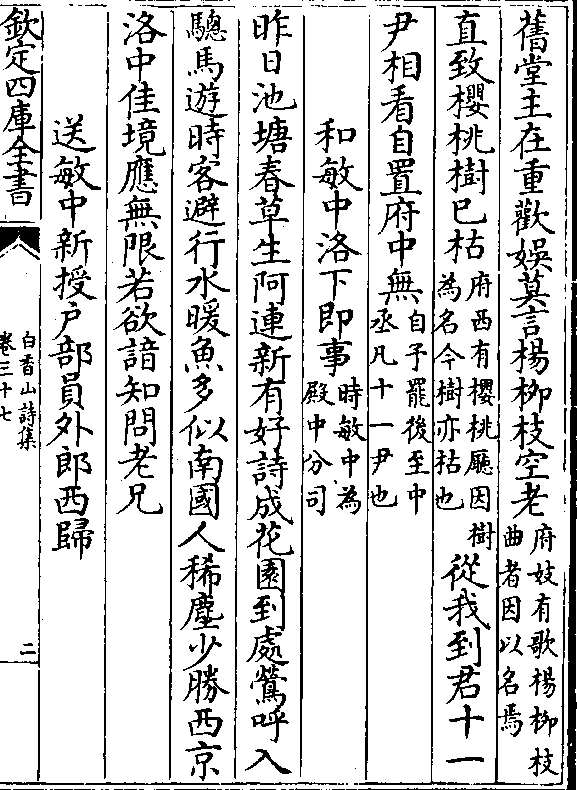 舊堂主在重歡娛莫言楊柳枝空老府妓有歌楊柳枝曲者因以名焉
直致櫻桃樹巳枯府西有櫻桃廳因樹為名今樹亦枯也從我到君十一
尹相看自置府中無自予罷後至中丞凡十一尹也
和敏中洛下即事時敏中為殿中分司
昨日池塘春草生阿連新有好詩成花園到處鶯呼入
驄馬遊時客避行水暖魚多似南國人稀塵少勝西京
洛中佳境應無限若欲諳知問老兄
送敏中新授户部員外郎西歸
欽定四庫全書
白香山詩集
卷三十七
二